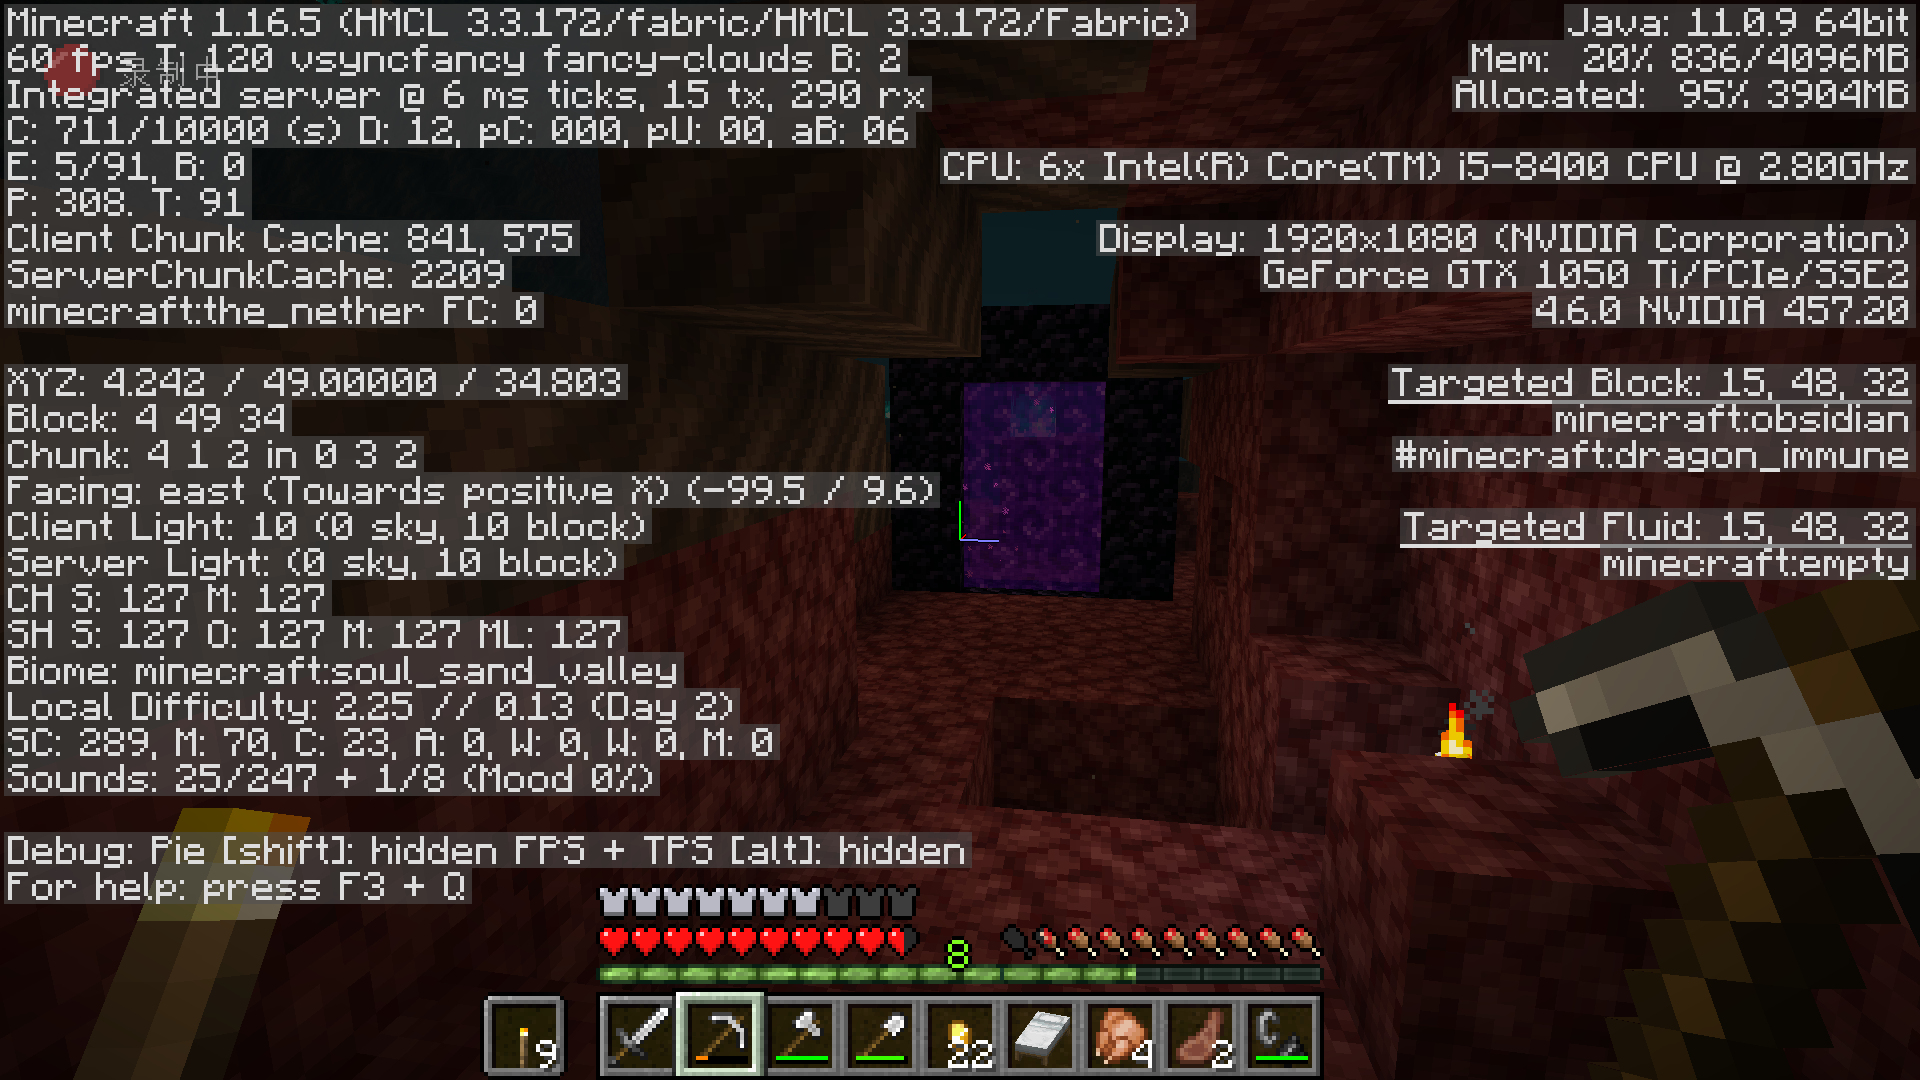 Minecraft 1.16.5 (HMCL 3.3.172/fabric/HMCL 3.3.172/Fabric)
60 fps T: 120 vsyncfancy fancy-clouds B: 2
录制中
Integrated server @ 6 ms ticks, 15 tx, 290 rx
C: 711/10000 (s) D: 12, pC: 000, pU: 00, aB: 06
E: 5/91, B: 0
P: 308. T: 91
Client Chunk Cache: 841, 575
ServerChunkCache: 2209
minecraft:the_nether FC: 0
XYZ: 4.242 / 49.00000 / 34.803
Block: 4 49 34
Chunk: 4 1 2 in 0 3 2
Facing: east (Towards positive X) (-99.5 / 9.6)
Client Light: 10 (0 sky, 10 block)
Server Light: (0 sky, 10 block)
CH S: 127 M: 127
SH S: 127 O: 127 M: 127 ML: 127
Biome: minecraft:soul_sand_valley
Local Difficulty: 2.25 // 0.13 (Day 2)
SC: 289, M: 70, C: 23, A: 0, W: 0, W: 0, M: 0
Sounds: 25/247 + 1/8 (Mood 0%)
Debug: Pie [shift]: hidden FPS + TPS [alt]: hidden
For help: press F3 + Q
Java: 11.0.9 64bit
Mem: 20% 836/4096MB
Allocated: 95% 3904MB
CPU: 6x Intel(R) Core(TM) i5-8400 CPU @ 2.80GHz
Display: 1920x1080 (NVIDIA Corporation)
GeForce GTX 1050 Ti/PCIe/SSE2
4.6.0 NVIDIA 457.20
Targeted Block: 15, 48, 32
minecraft:obsidian
#minecraft:dragon_immune
Targeted Fluid: 15, 48, 32
minecraft:empty
8
9
22
4
2